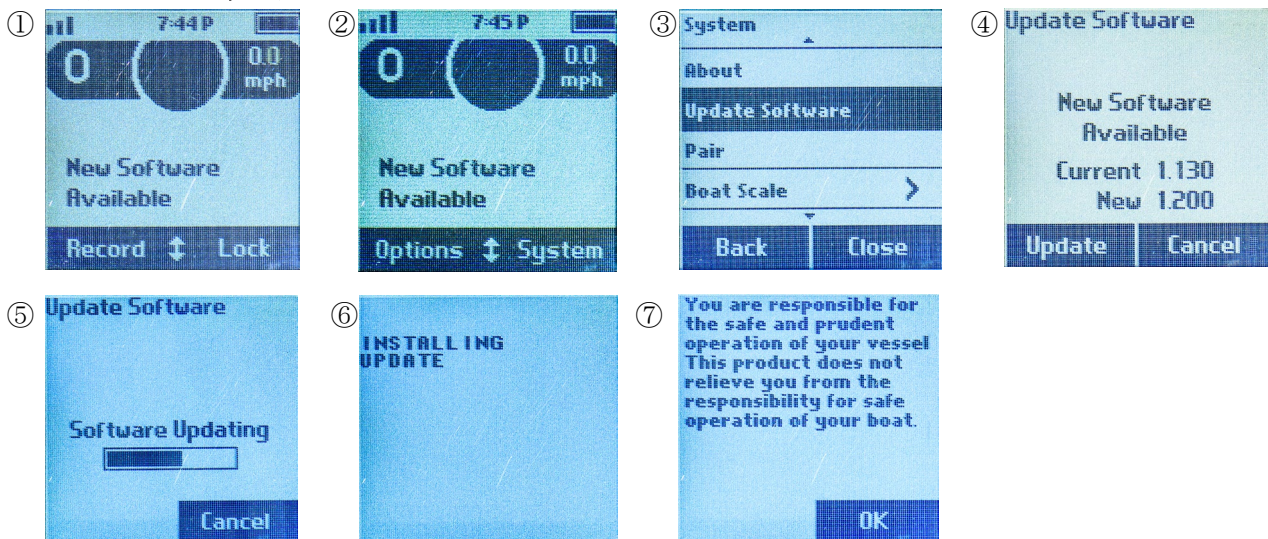 ①
7:44 P
0
0.0
mph
New Software
Available
Record Lock
②
7:45 P
0
0.0
mph
New Software
Available
Options System
③
System
About
Update Software
Pair
Boat Scale
Back Close
④
Update Software
New Software
Available
Current 1.130
New 1.200
Update Cancel
⑤
Update Software
Software Updating
Cancel
⑥
INSTALLING
UPDATE
⑦
You are responsible for
the safe and prudent
operation of your vessel
This product does not
relieve you from the
responsibility for safe
operation of your boat.
OK